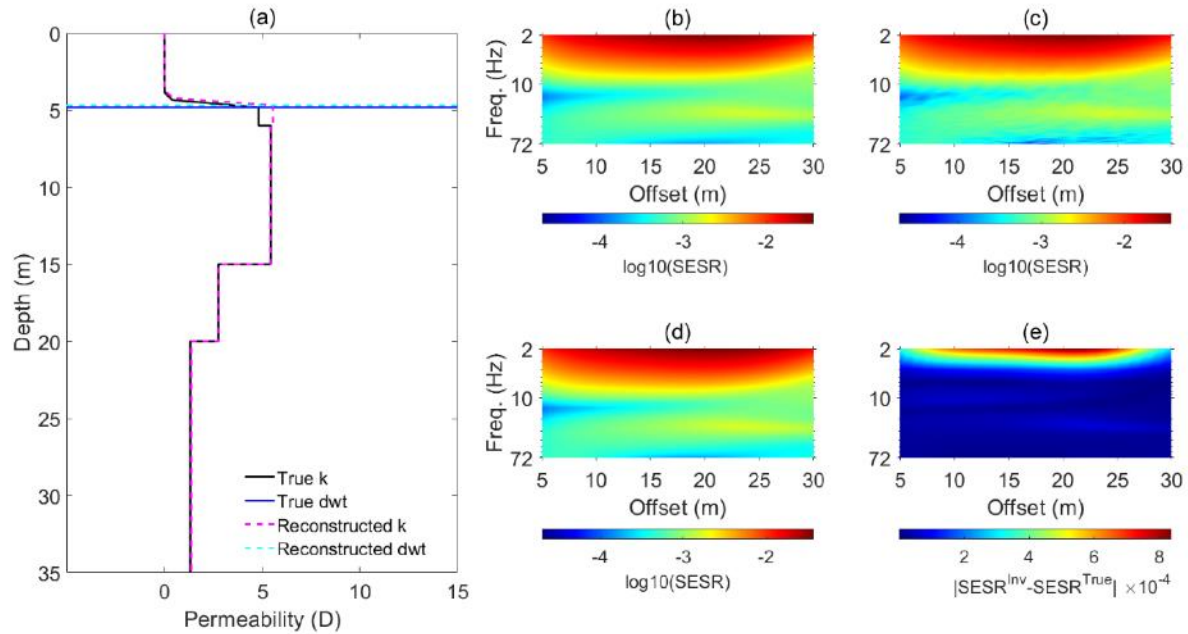 (a)
0
5
10
15
20
25
30
35
Depth (m)
0 5 10 15
Permeability (D)
True k
True dwt
Reconstructed k
Reconstructed dwt
(b)
2
10
72
Freq. (Hz)
5 10 15 20 25 30
Offset (m)
-4 -3 -2
log10(SESR)
(c)
2
10
72
5 10 15 20 25 30
Offset (m)
-4 -3 -2
log10(SESR)
(d)
2
10
72
Freq. (Hz)
5 10 15 20 25 30
Offset (m)
-4 -3 -2
log10(SESR)
(e)
2
10
72
5 10 15 20 25 30
Offset (m)
2 4 6 8
|SESR^Inv-SESR^True| ×10^-4